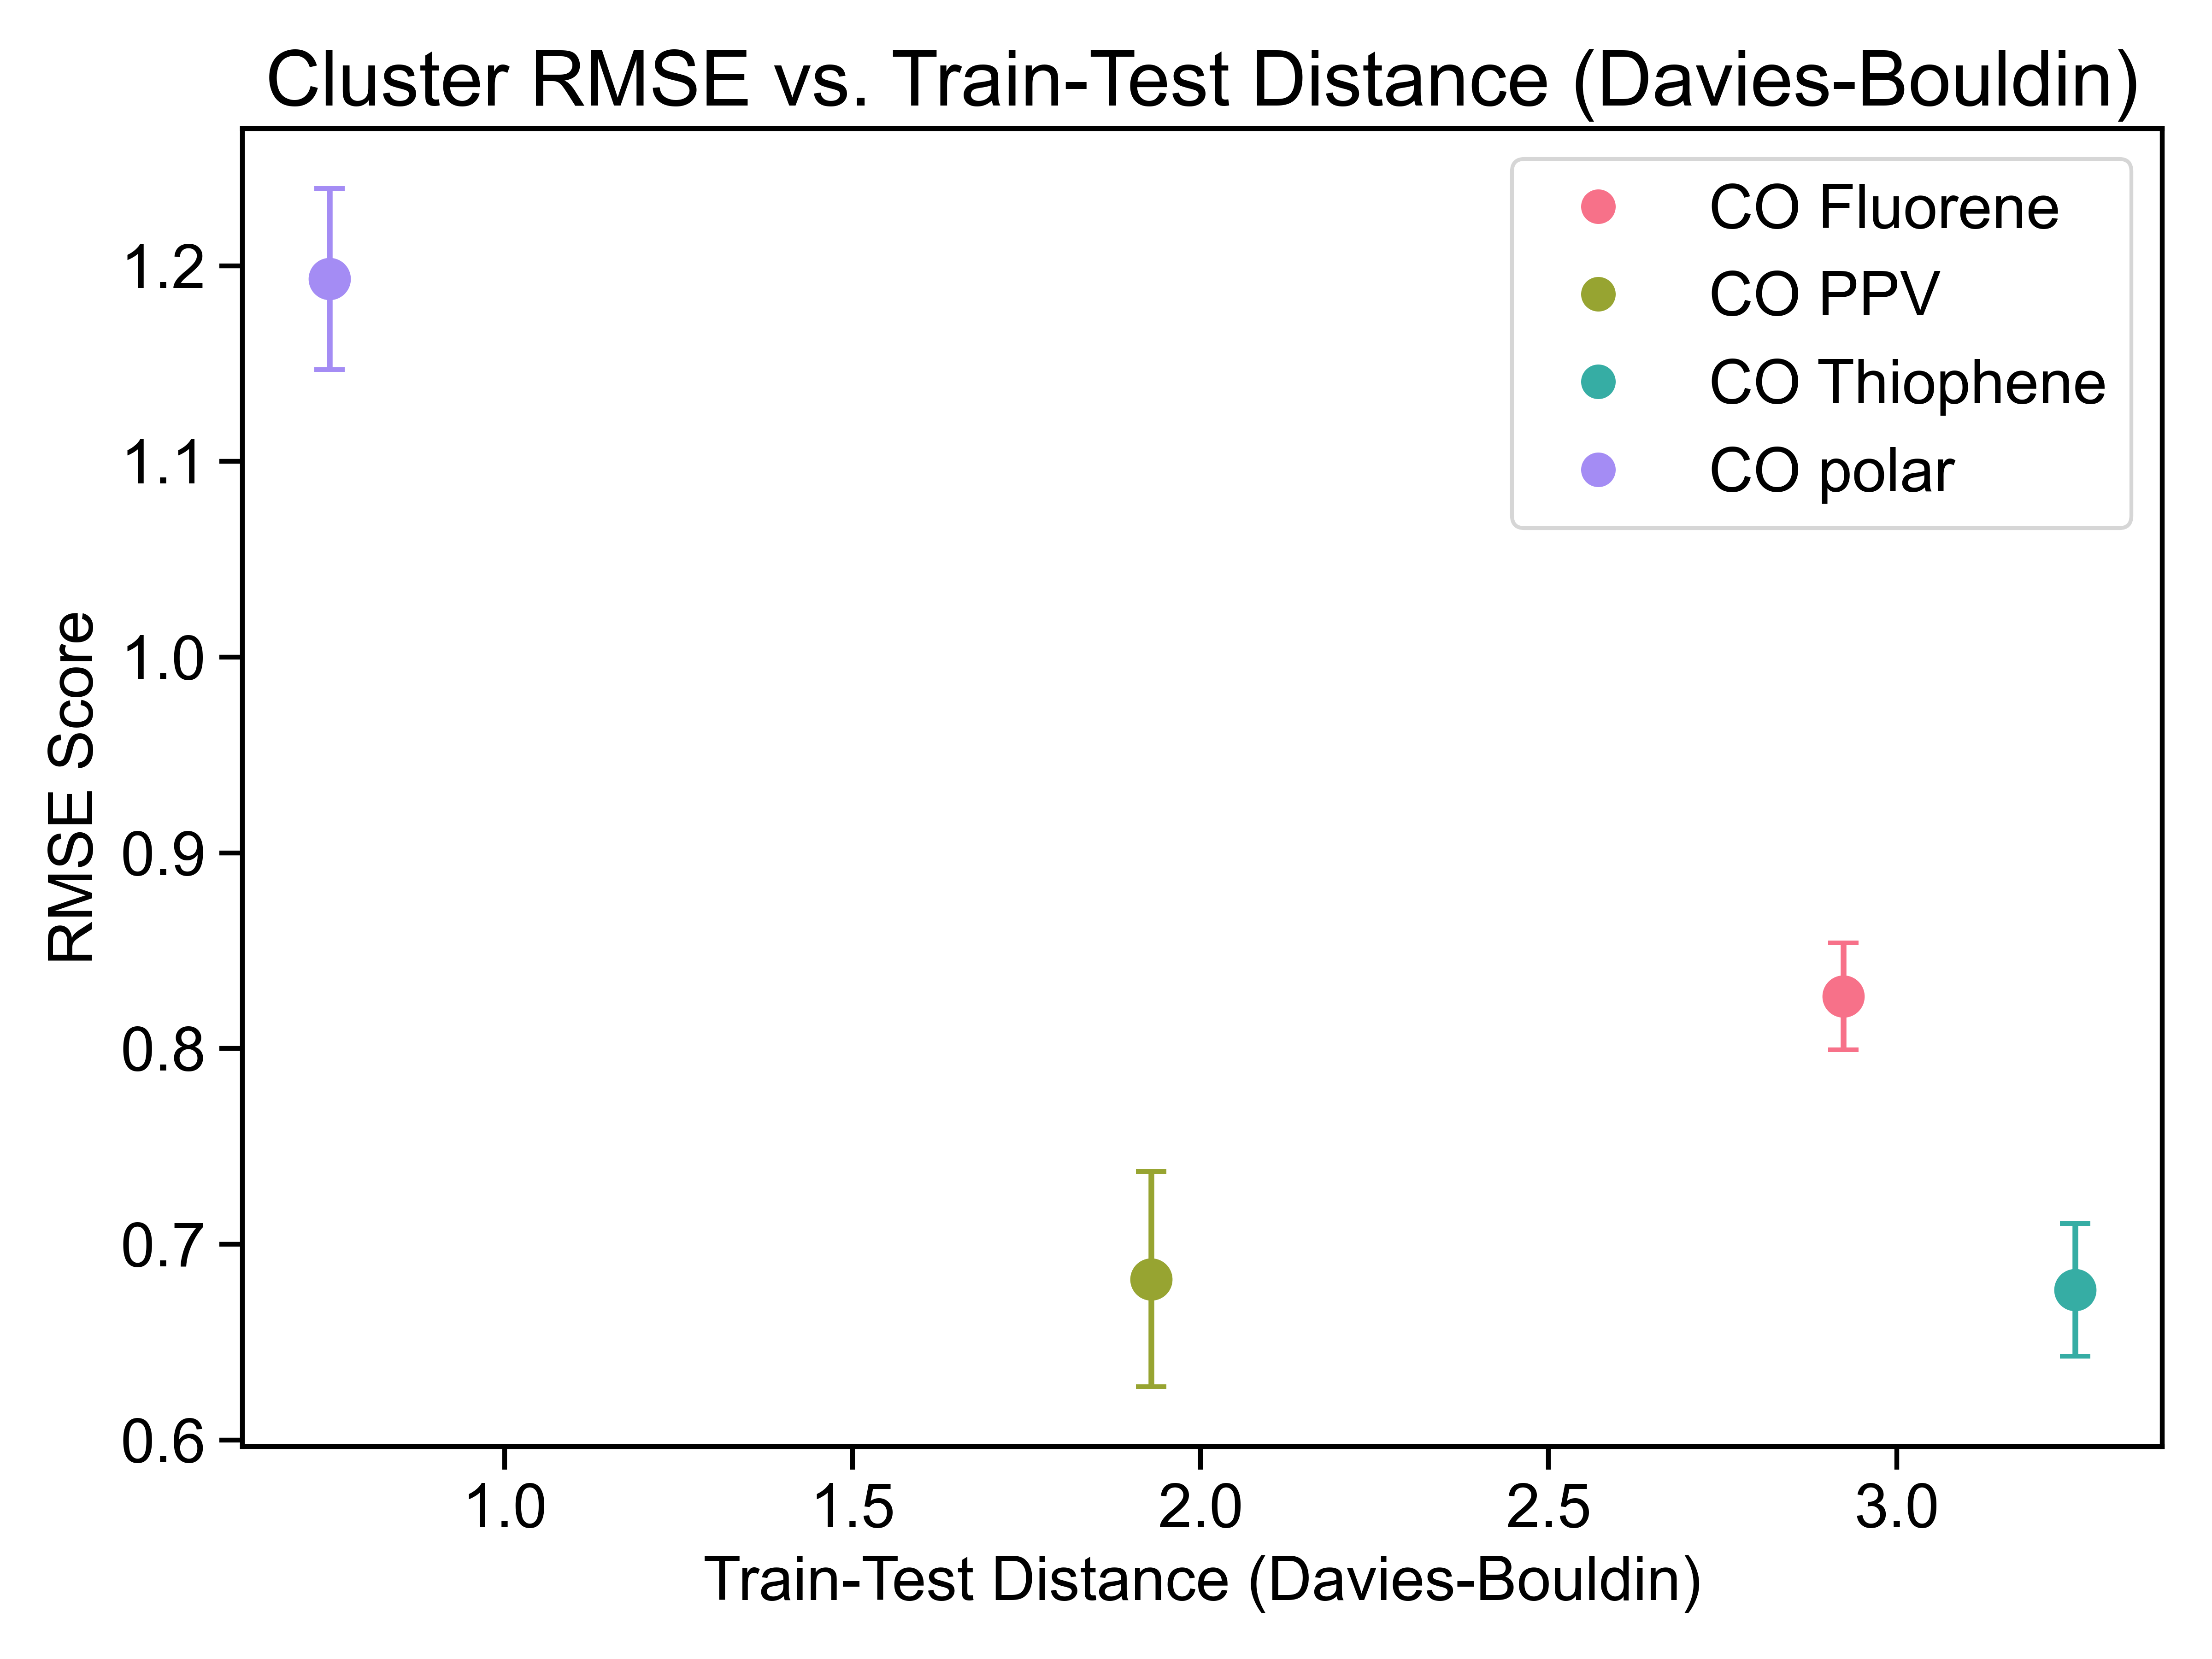 Cluster RMSE vs. Train-Test Distance (Davies-Bouldin)
CO Fluorene
CO PPV
CO Thiophene
CO polar
RMSE Score
1.2
1.1
1.0
0.9
0.8
0.7
0.6
1.0 1.5 2.0 2.5 3.0
Train-Test Distance (Davies-Bouldin)